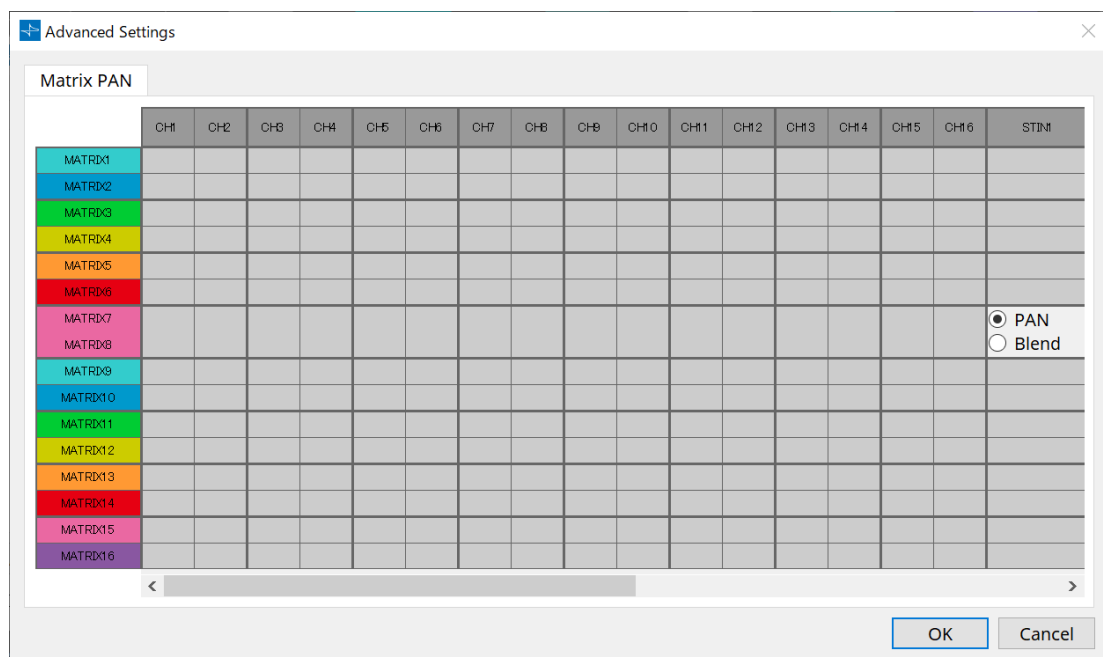 Advanced Settings
Matrix PAN
CH1 CH2 CH3 CH4 CH5 CH6 CH7 CH8 CH9 CH10 CH11 CH12 CH13 CH14 CH15 CH16 STIN1
MATRIX1
MATRIX2
MATRIX3
MATRIX4
MATRIX5
MATRIX6
MATRIX7 PAN
MATRIX8 Blend
MATRIX9
MATRIX10
MATRIX11
MATRIX12
MATRIX13
MATRIX14
MATRIX15
MATRIX16
OK Cancel